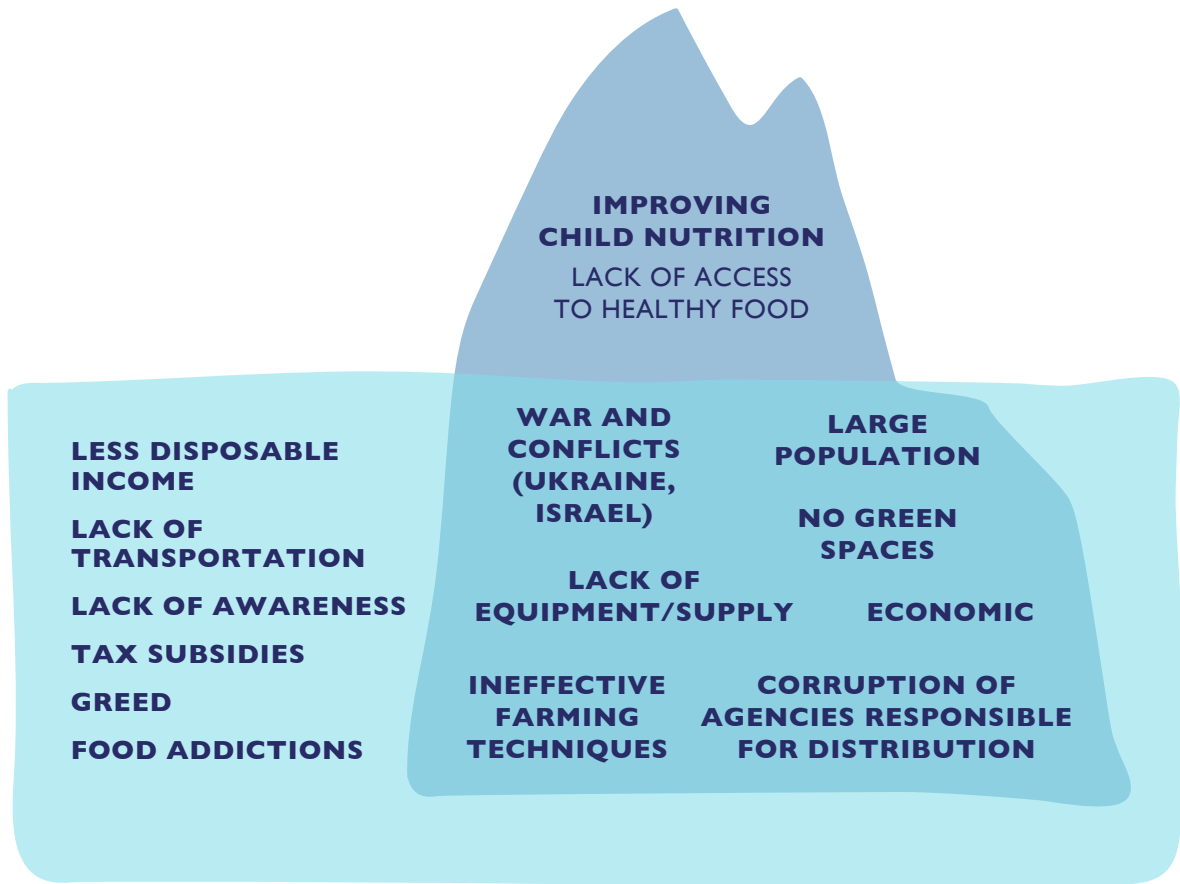 IMPROVING
CHILD NUTRITION
LACK OF ACCESS
TO HEALTHY FOOD
LESS DISPOSABLE
INCOME
LACK OF
TRANSPORTATION
LACK OF AWARENESS
TAX SUBSIDIES
GREED
FOOD ADDICTIONS
WAR AND
CONFLICTS
(UKRAINE,
ISRAEL)
LARGE
POPULATION
NO GREEN
SPACES
LACK OF
EQUIPMENT/SUPPLY
ECONOMIC
INEFFECTIVE
FARMING
TECHNIQUES
CORRUPTION OF
AGENCIES RESPONSIBLE
FOR DISTRIBUTION